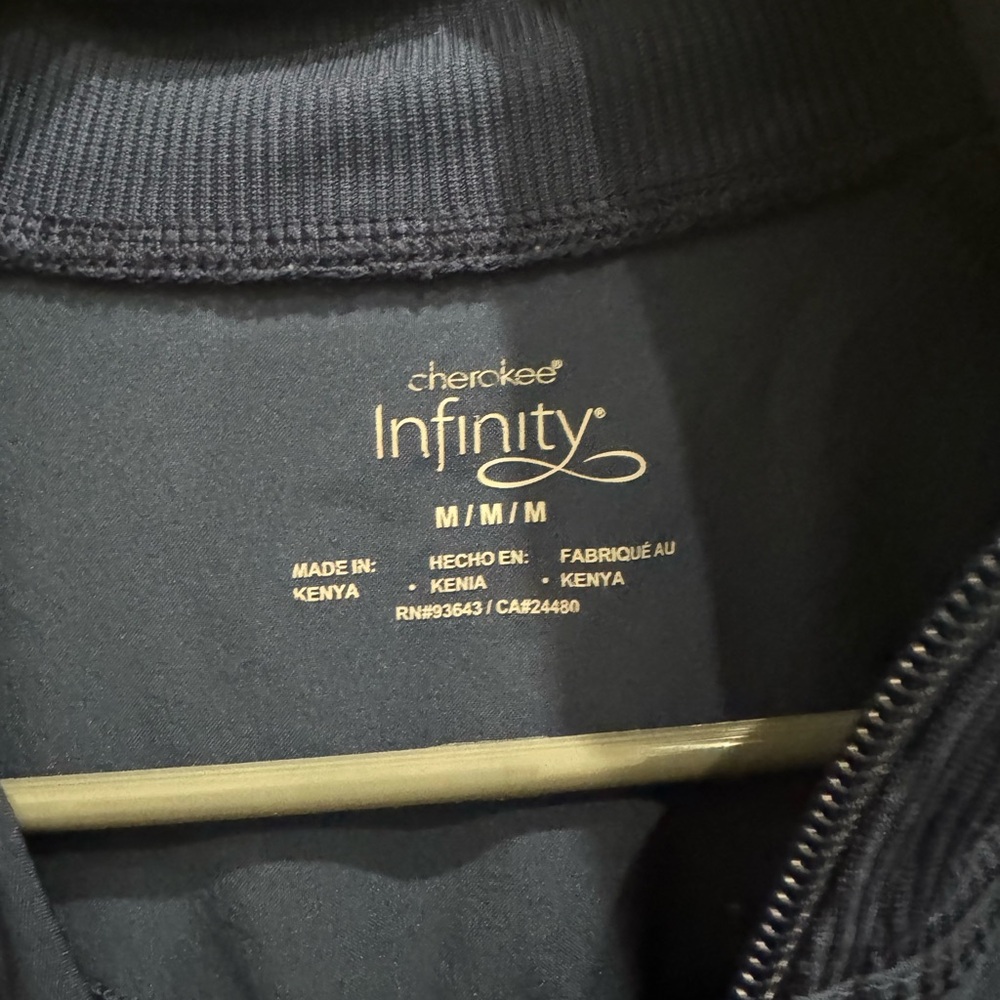 cherokee®
Infinity®
M / M / M
MADE IN: HECHO EN: FABRIQUÉ AU
KENYA • KENIA • KENYA
RN#93643 / CA#24480